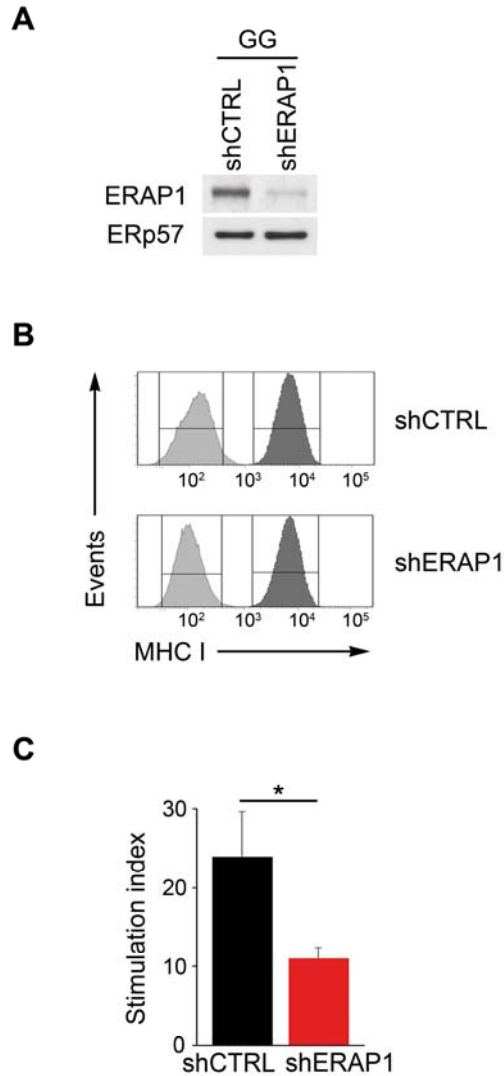 A
GG
shCTRL
shERAP1
ERAP1
ERp57
B
Events
shCTRL
10² 10³ 10⁴ 10⁵
shERAP1
10² 10³ 10⁴ 10⁵
MHC I
C
Stimulation index
30
*
20
10
0
shCTRL shERAP1